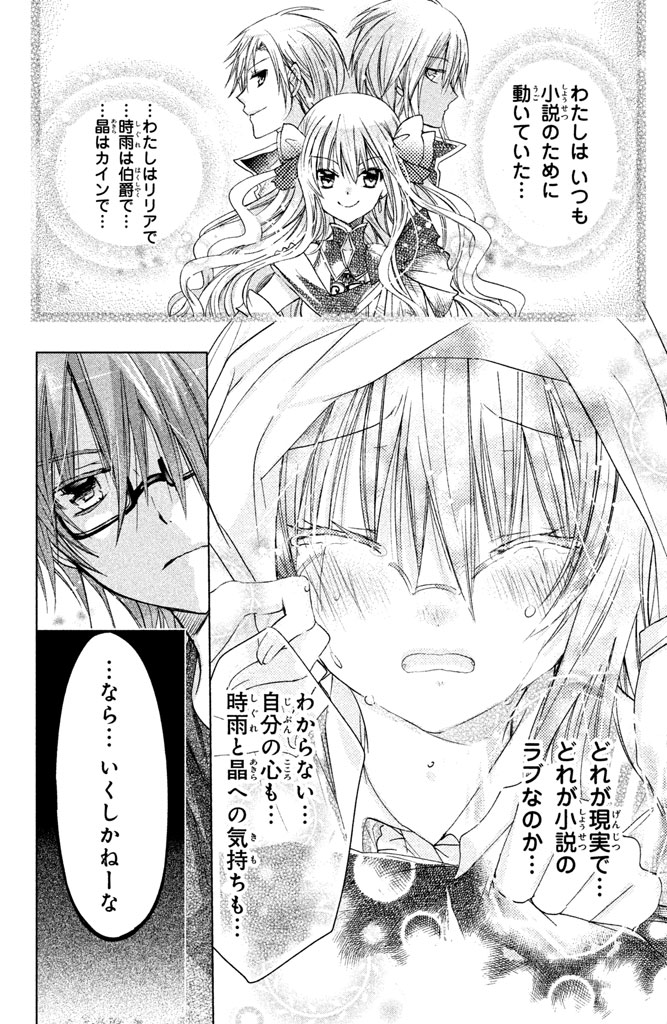 わたしは いつも
小説のために
動いていた…
…わたしはリリアで
…時雨は伯爵で…
…晶はカインで…
どれが現実で…
どれが小説の
ラブなのか…
わからない…
自分の心も…
時雨と晶への気持ちも…
…なら… いくしかねーな